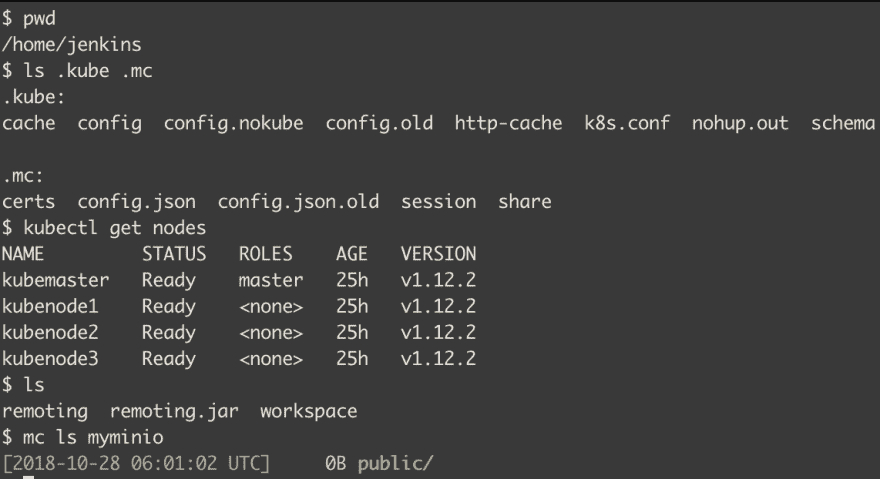 $ pwd
/home/jenkins
$ ls .kube .mc
.kube:
cache  config  config.nokube  config.old  http-cache  k8s.conf  nohup.out  schema
.mc:
certs  config.json  config.json.old  session  share
$ kubectl get nodes
NAME         STATUS   ROLES    AGE   VERSION
kubemaster   Ready    master   25h   v1.12.2
kubenode1    Ready    <none>   25h   v1.12.2
kubenode2    Ready    <none>   25h   v1.12.2
kubenode3    Ready    <none>   25h   v1.12.2
$ ls
remoting  remoting.jar  workspace
$ mc ls myminio
[2018-10-28 06:01:02 UTC]     0B public/